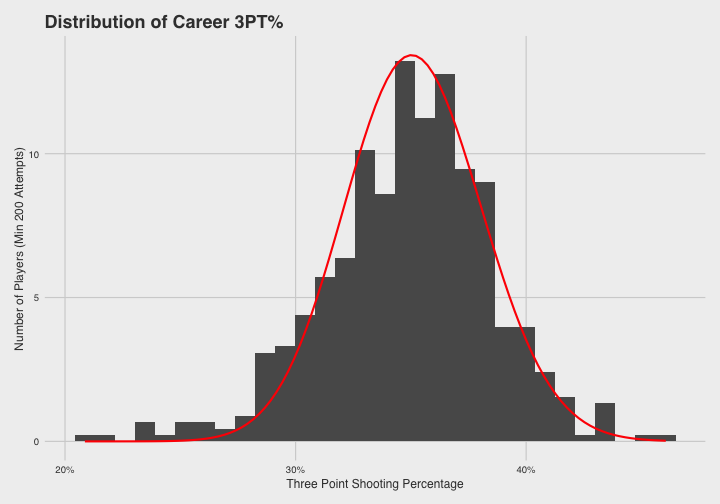 Distribution of Career 3PT%
Number of Players (Min 200 Attempts)
10
5
0
20%
30%
40%
Three Point Shooting Percentage